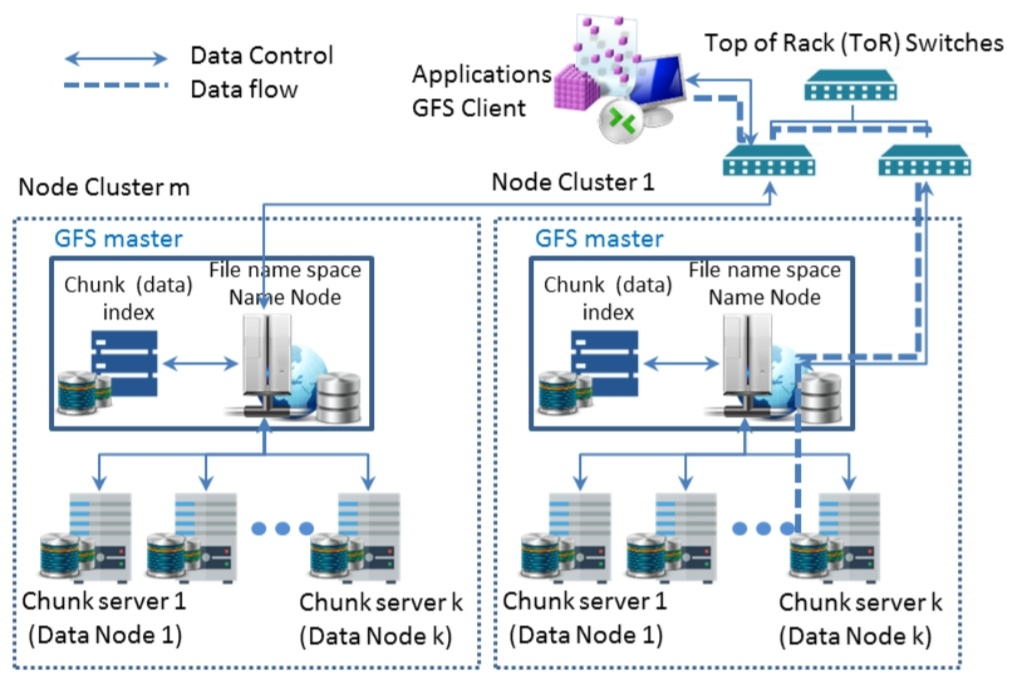 Data Control
Data flow
Applications
GFS Client
Top of Rack (ToR) Switches
Node Cluster m
Node Cluster 1
GFS master
Chunk (data)
index
File name space
Name Node
Chunk server 1
(Data Node 1)
Chunk server k
(Data Node k)
GFS master
Chunk (data)
index
File name space
Name Node
Chunk server 1
(Data Node 1)
Chunk server k
(Data Node k)